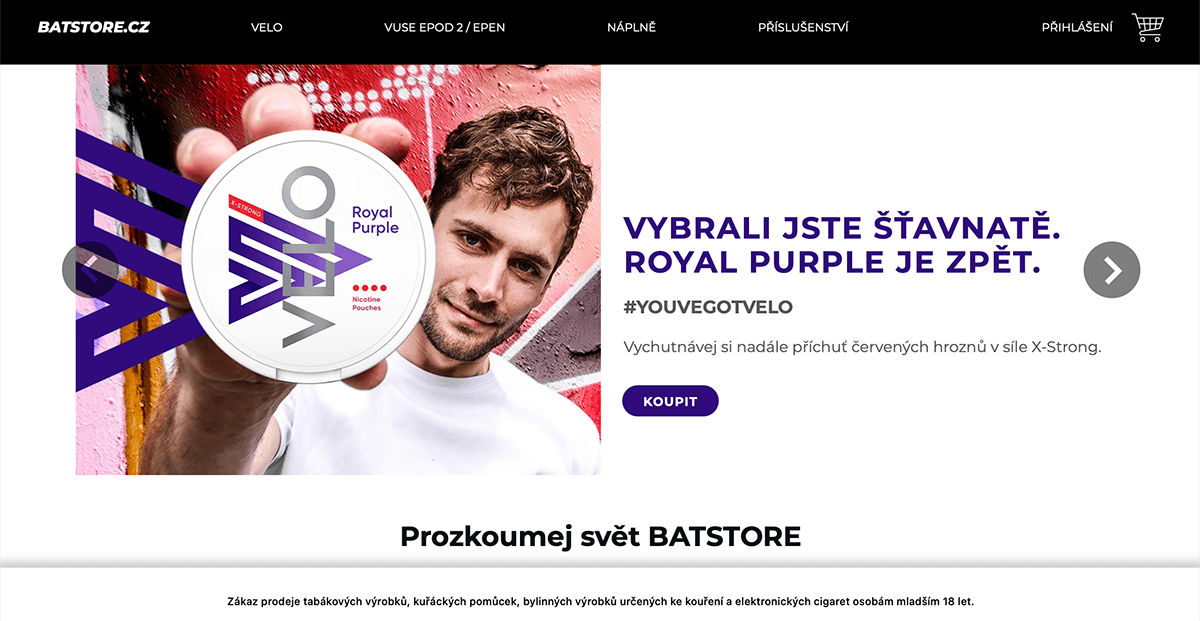 BATSTORE.CZ
VELO
VUSE EPOD 2 / EPEN
NÁPLNĚ
PŘÍSLUŠENSTVÍ
PŘIHLÁŠENÍ
X-STRONG
VELO
Royal
Purple
Nicotine
Pouches
VYBRALI JSTE ŠŤAVNATĚ.
ROYAL PURPLE JE ZPĚT.
#YOUVEGOTVELO
Vychutnávej si nadále příchuť červených hroznů v síle X-Strong.
KOUPIT
Prozkoumej svět BATSTORE
Zákaz prodeje tabákových výrobků, kuřáckých pomůcek, bylinných výrobků určených ke kouření a elektronických cigaret osobám mladším 18 let.